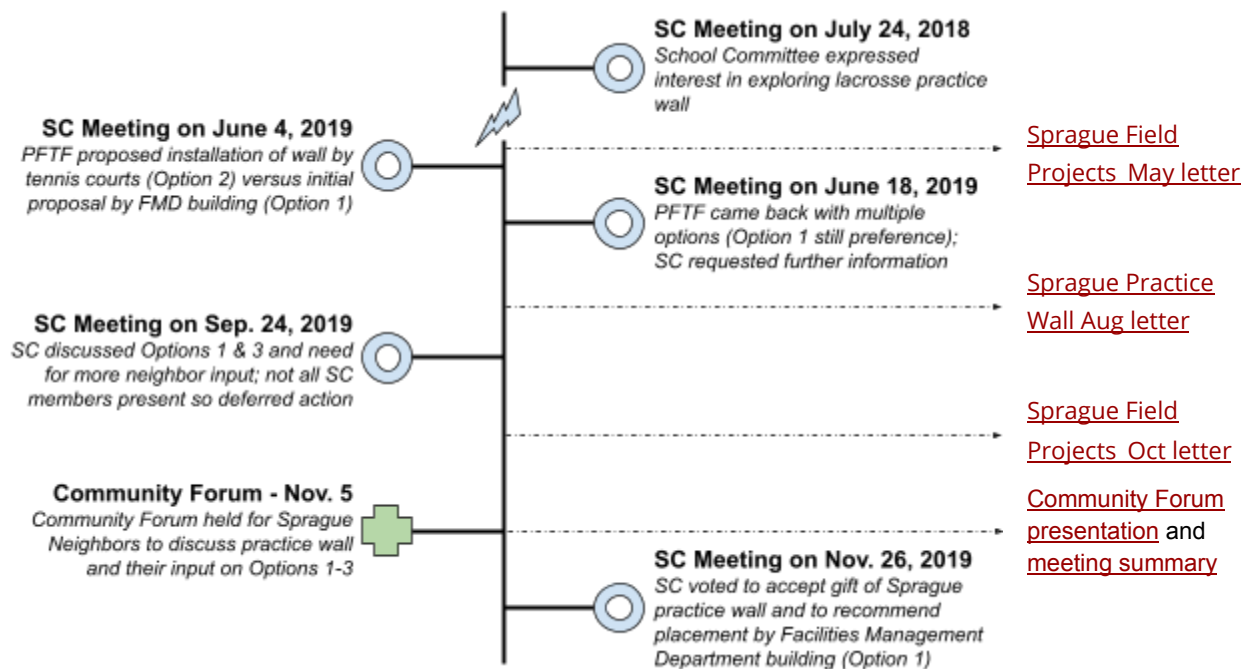 SC Meeting on July 24, 2018
School Committee expressed
interest in exploring lacrosse practice
wall
SC Meeting on June 4, 2019
PFTF proposed installation of wall by
tennis courts (Option 2) versus initial
proposal by FMD building (Option 1)
Sprague Field
Projects May letter
SC Meeting on June 18, 2019
PFTF came back with multiple
options (Option 1 still preference);
SC requested further information
Sprague Practice
Wall Aug letter
SC Meeting on Sep. 24, 2019
SC discussed Options 1 & 3 and need
for more neighbor input; not all SC
members present so deferred action
Sprague Field
Projects Oct letter
Community Forum - Nov. 5
Community Forum held for Sprague
Neighbors to discuss practice wall
and their input on Options 1-3
Community Forum
presentation and
meeting summary
SC Meeting on Nov. 26, 2019
SC voted to accept gift of Sprague
practice wall and to recommend
placement by Facilities Management
Department building (Option 1)